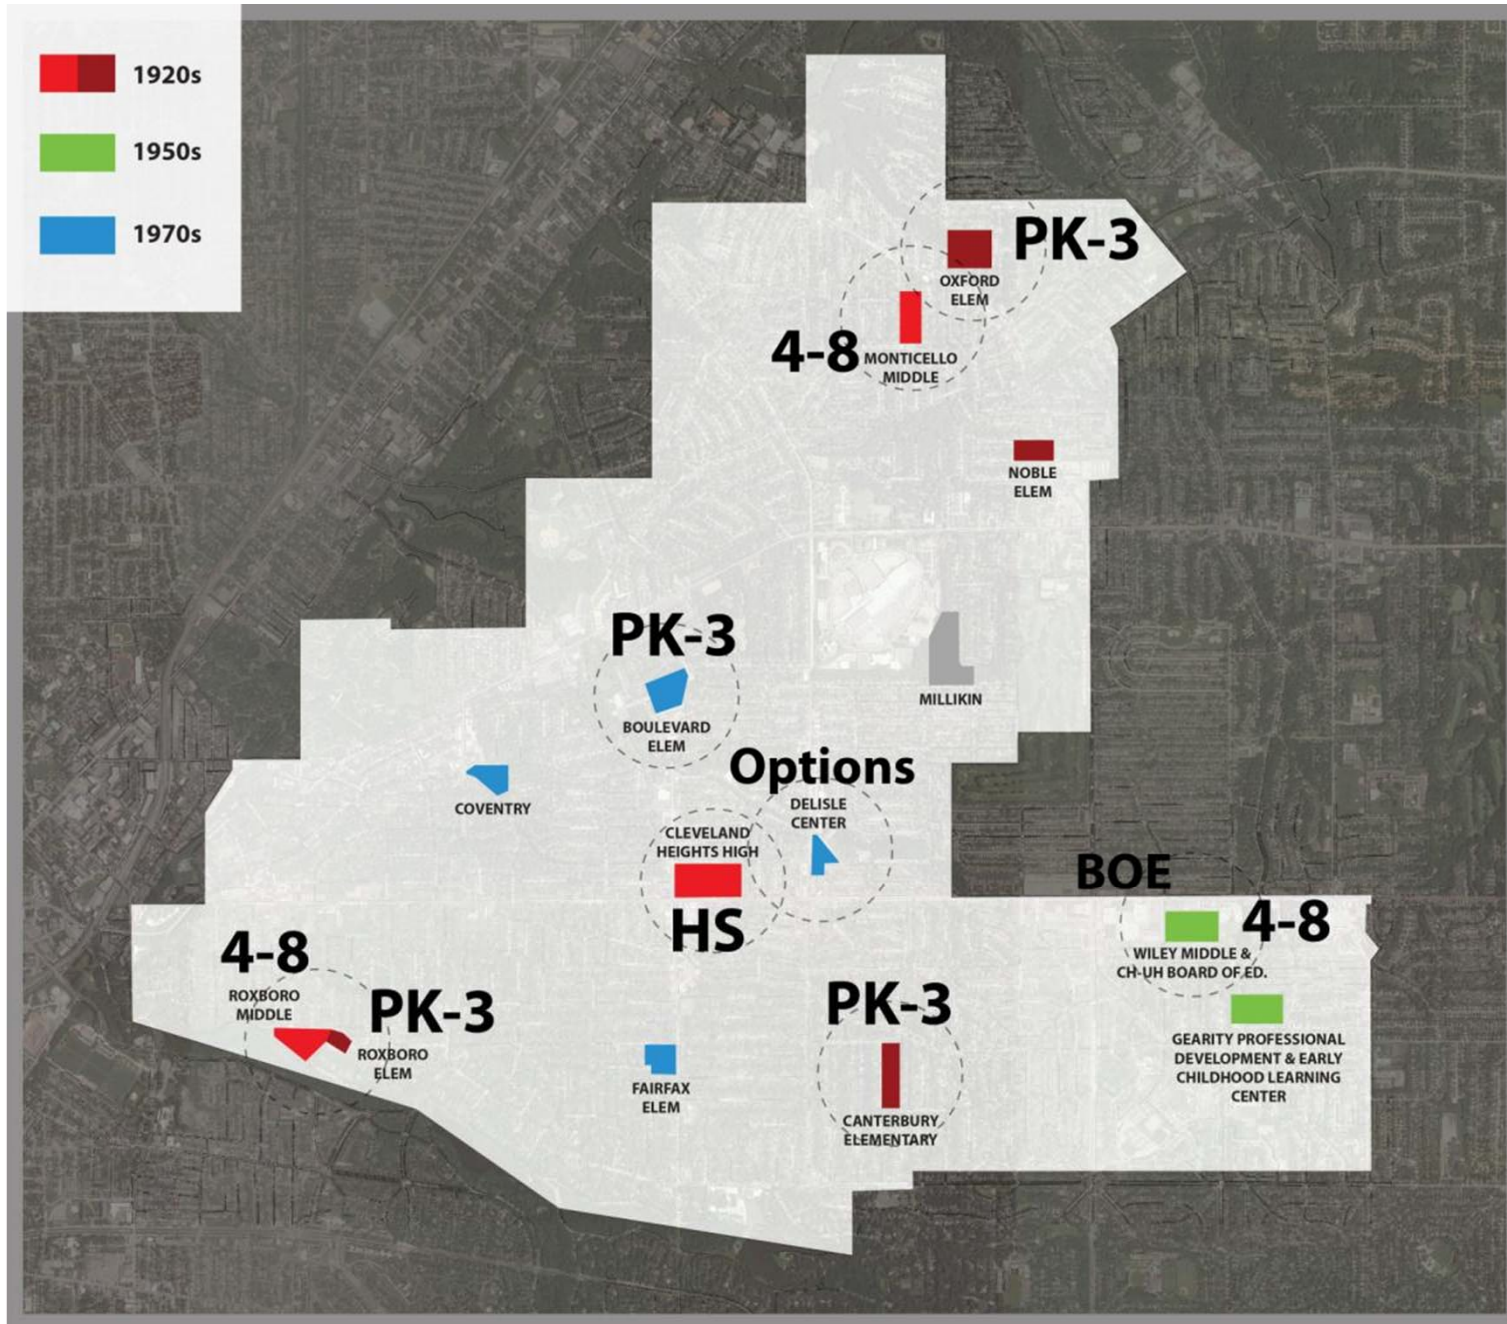 1920s
1950s
1970s
PK-3
OXFORD
ELEM
4-8
MONTICELLO
MIDDLE
NOBLE
ELEM
PK-3
BOULEVARD
ELEM
MILLIKIN
COVENTRY
Options
DELISLE
CENTER
CLEVELAND
HEIGHTS HIGH
HS
BOE
4-8
WILEY MIDDLE &
CH-UH BOARD OF ED.
GEARITY PROFESSIONAL
DEVELOPMENT & EARLY
CHILDHOOD LEARNING
CENTER
4-8
ROXBORO
MIDDLE
PK-3
ROXBORO
ELEM
FAIRFAX
ELEM
PK-3
CANTERBURY
ELEMENTARY